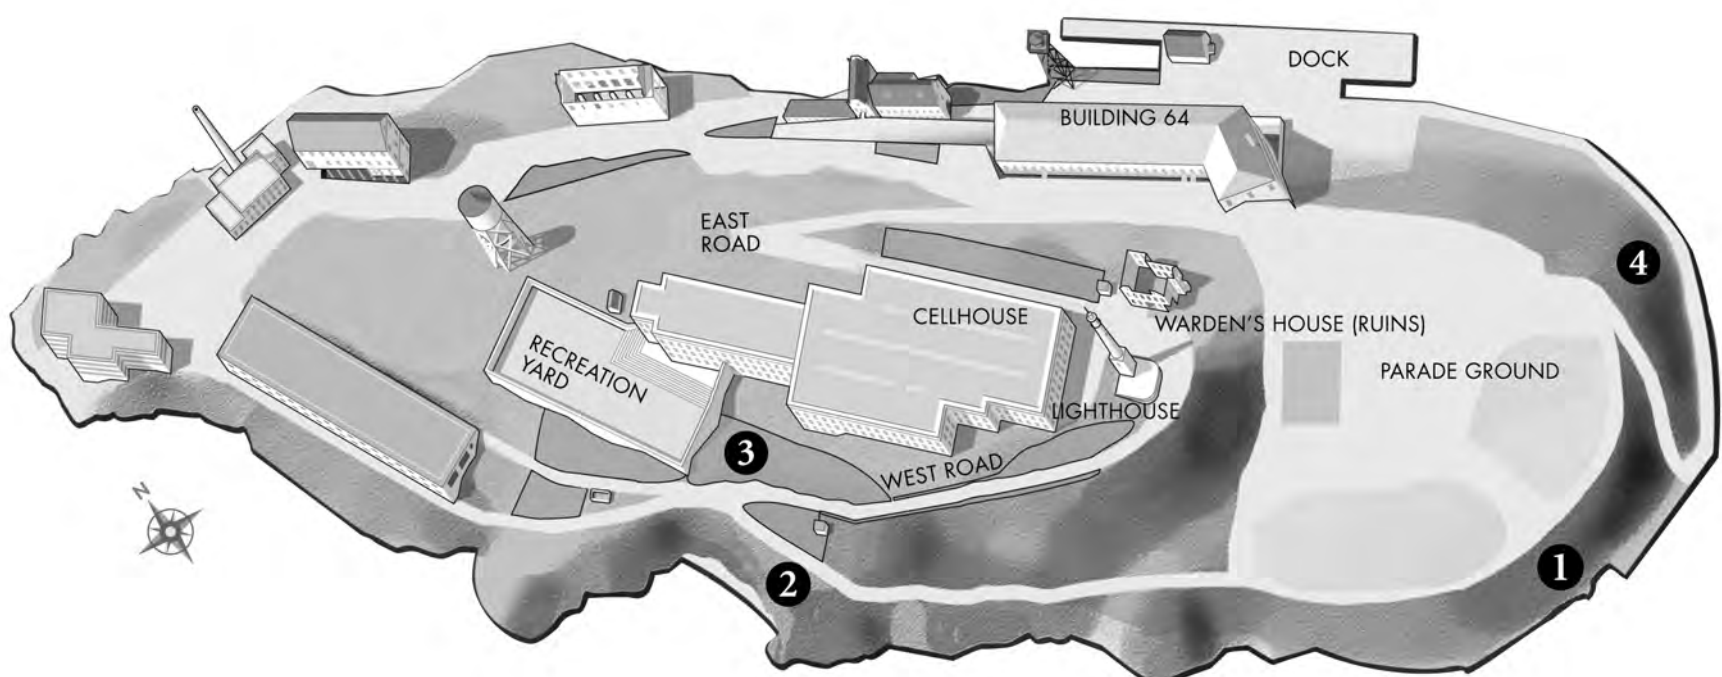 DOCK
BUILDING 64
EAST
ROAD
4
CELLHOUSE
WARDEN'S HOUSE (RUINS)
RECREATION
YARD
PARADE GROUND
LIGHTHOUSE
3
WEST ROAD
N
1
2